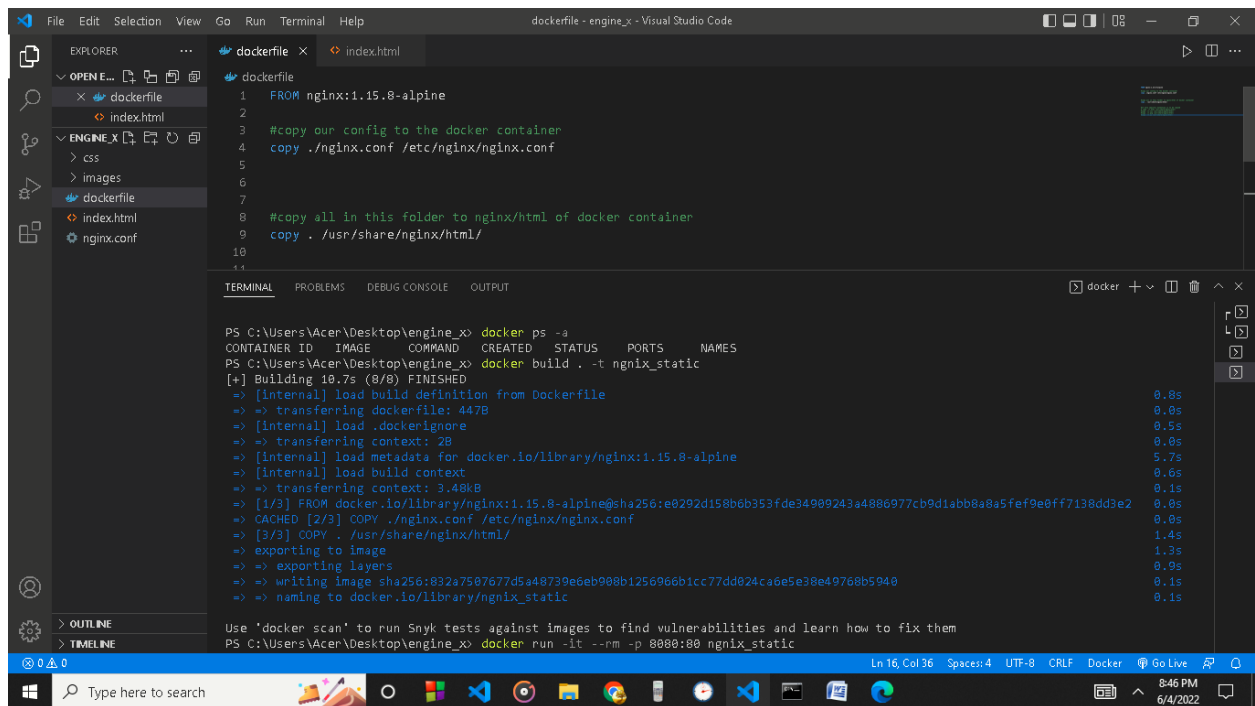 File Edit Selection View Go Run Terminal Help
dockerfile - engine_x - Visual Studio Code
EXPLORER
OPEN E...
dockerfile
index.html
ENGINE_X
css
images
dockerfile
index.html
nginx.conf
OUTLINE
TIMELINE
dockerfile
index.html
dockerfile
1 FROM nginx:1.15.8-alpine
2
3 #copy our config to the docker container
4 copy ./nginx.conf /etc/nginx/nginx.conf
5
6
7
8 #copy all in this folder to nginx/html of docker container
9 copy . /usr/share/nginx/html/
10
11
TERMINAL PROBLEMS DEBUG CONSOLE OUTPUT
docker
PS C:\Users\Acer\Desktop\engine_x> docker ps -a
CONTAINER ID IMAGE COMMAND CREATED STATUS PORTS NAMES
PS C:\Users\Acer\Desktop\engine_x> docker build . -t ngnix_static
[+] Building 10.7s (8/8) FINISHED
=> [internal] load build definition from Dockerfile 0.8s
=> => transferring dockerfile: 447B 0.0s
=> [internal] load .dockerignore 0.5s
=> => transferring context: 2B 0.0s
=> [internal] load metadata for docker.io/library/nginx:1.15.8-alpine 5.7s
=> [internal] load build context 0.6s
=> => transferring context: 3.48kB 0.1s
=> [1/3] FROM docker.io/library/nginx:1.15.8-alpine@sha256:e0292d158b6b353fde34909243a4886977cb9d1abb8a8a5fef9e0ff7138dd3e2 0.0s
=> CACHED [2/3] COPY ./nginx.conf /etc/nginx/nginx.conf 0.0s
=> [3/3] COPY . /usr/share/nginx/html/ 1.4s
=> exporting to image 1.3s
=> => exporting layers 0.9s
=> => writing image sha256:832a7507677d5a48739e6eb908b1256966b1cc77dd024ca6e5e38e49768b5940 0.1s
=> => naming to docker.io/library/ngnix_static 0.1s
Use 'docker scan' to run Snyk tests against images to find vulnerabilities and learn how to fix them
PS C:\Users\Acer\Desktop\engine_x> docker run -it --rm -p 8080:80 ngnix_static
0 0
Ln 16, Col 36 Spaces: 4 UTF-8 CRLF Docker Go Live
Type here to search
8:46 PM
6/4/2022